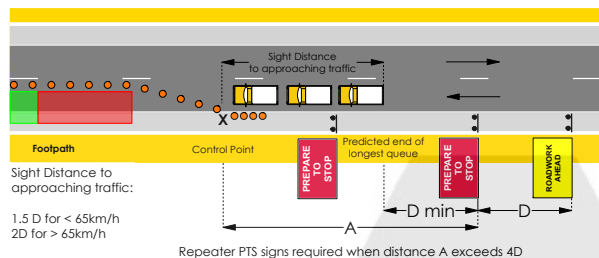 Sight Distance
to approaching traffic
X
Footpath
Control Point
Predicted end of
longest queue
PREPARE
TO
STOP
PREPARE
TO
STOP
ROADWORK
AHEAD
Sight Distance to
approaching traffic:
1.5 D for < 65km/h
2D for > 65km/h
D min
D
A
Repeater PTS signs required when distance A exceeds 4D